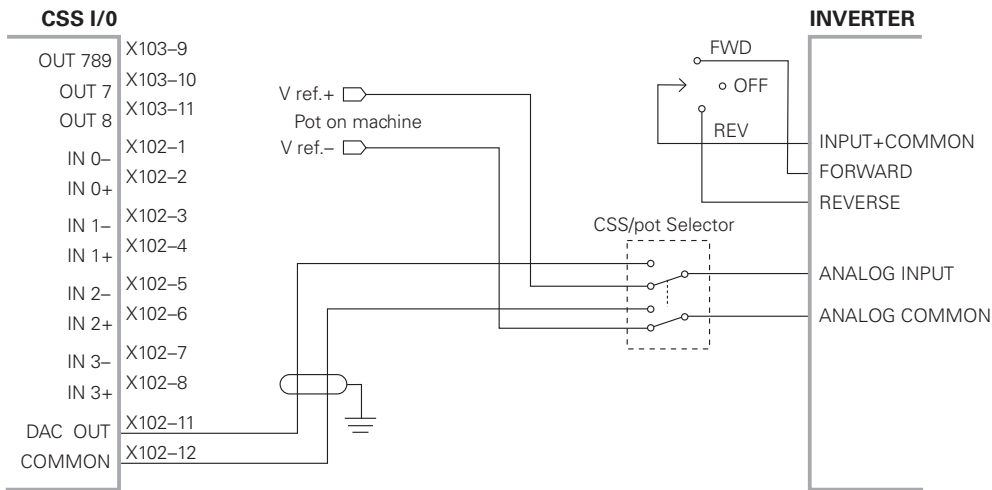 CSS I/0
INVERTER
OUT 789
X103–9
OUT 7
X103–10
OUT 8
X103–11
IN 0–
X102–1
IN 0+
X102–2
IN 1–
X102–3
IN 1+
X102–4
IN 2–
X102–5
IN 2+
X102–6
IN 3–
X102–7
IN 3+
X102–8
DAC OUT
X102–11
COMMON
X102–12
V ref.+
Pot on machine
V ref.–
FWD
OFF
REV
CSS/pot Selector
INPUT+COMMON
FORWARD
REVERSE
ANALOG INPUT
ANALOG COMMON